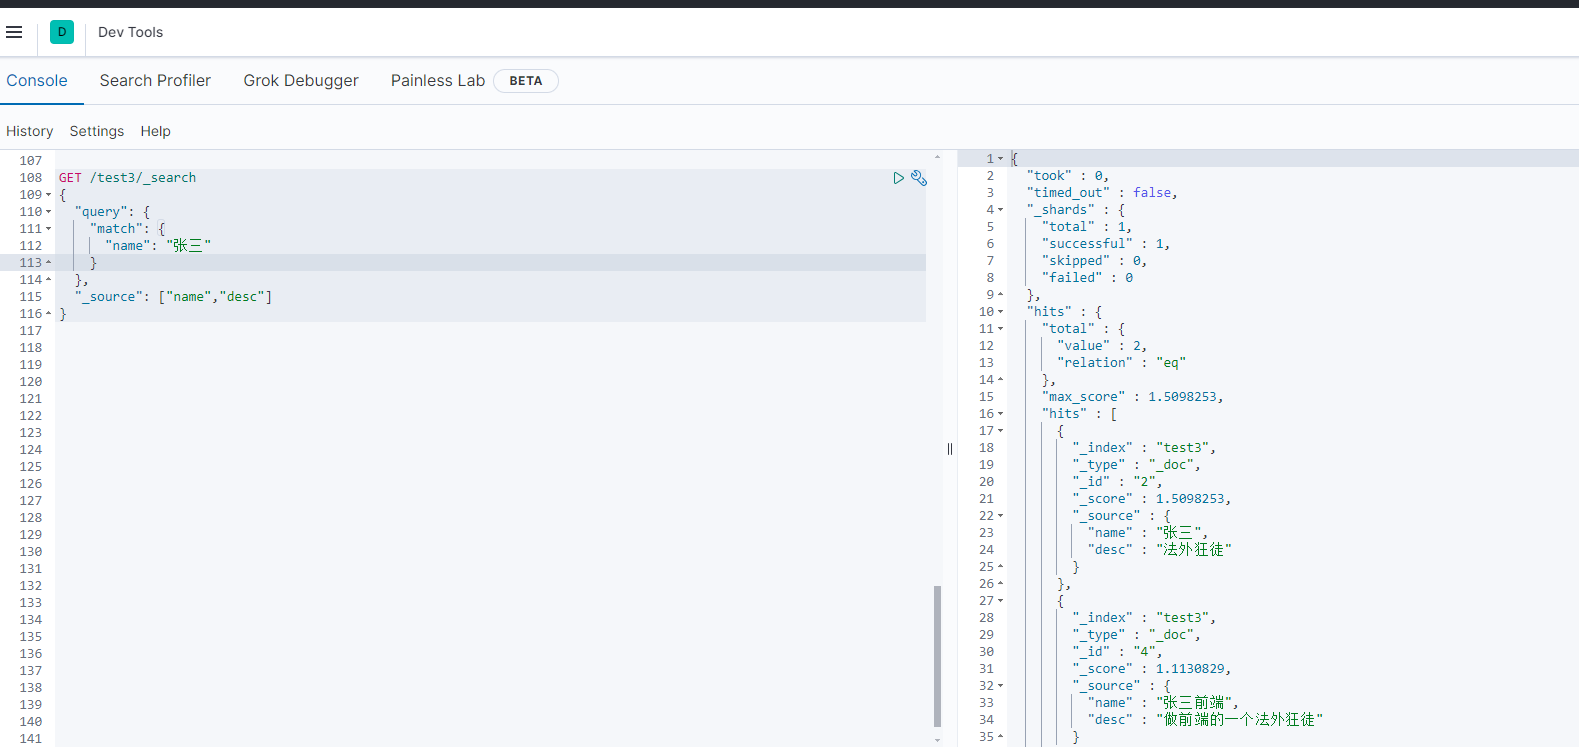 D Dev Tools
Console Search Profiler Grok Debugger Painless Lab BETA
History Settings Help
107
108 GET /test3/_search
109 {
110 "query": {
111 "match": {
112 "name": "张三"
113 }
114 },
115 "_source": ["name","desc"]
116 }
117
118
119
120
121
122
123
124
125
126
127
128
129
130
131
132
133
134
135
136
137
138
139
140
141
1 {
2 "took" : 0,
3 "timed_out" : false,
4 "_shards" : {
5 "total" : 1,
6 "successful" : 1,
7 "skipped" : 0,
8 "failed" : 0
9 },
10 "hits" : {
11 "total" : {
12 "value" : 2,
13 "relation" : "eq"
14 },
15 "max_score" : 1.5098253,
16 "hits" : [
17 {
18 "_index" : "test3",
19 "_type" : "_doc",
20 "_id" : "2",
21 "_score" : 1.5098253,
22 "_source" : {
23 "name" : "张三",
24 "desc" : "法外狂徒"
25 }
26 },
27 {
28 "_index" : "test3",
29 "_type" : "_doc",
30 "_id" : "4",
31 "_score" : 1.1130829,
32 "_source" : {
33 "name" : "张三前端",
34 "desc" : "做前端的一个法外狂徒"
35 }